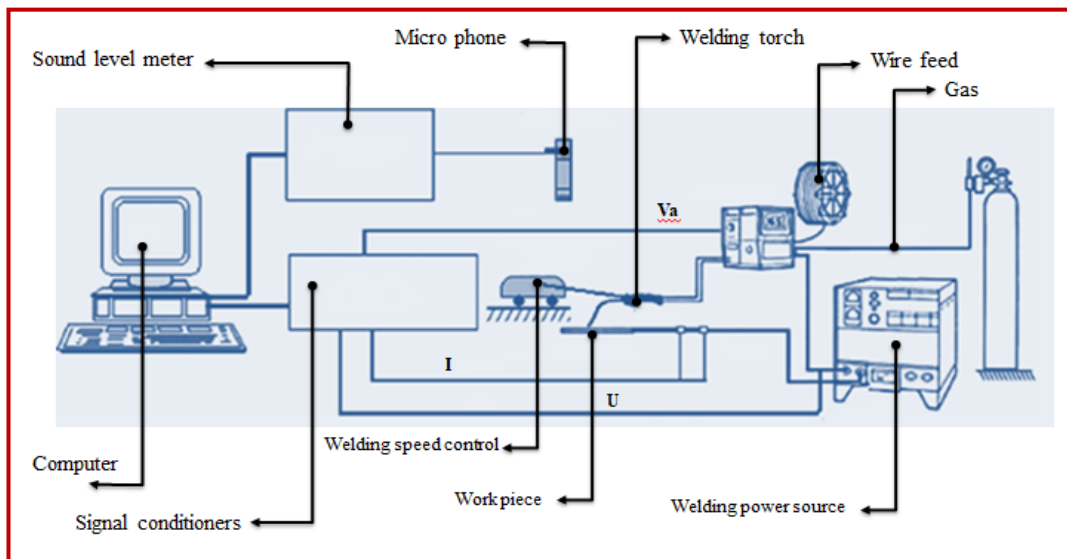 Micro phone
Welding torch
Sound level meter
Wire feed
Gas
Va
I
U
Welding speed control
Computer
Work piece
Welding power source
Signal conditioners